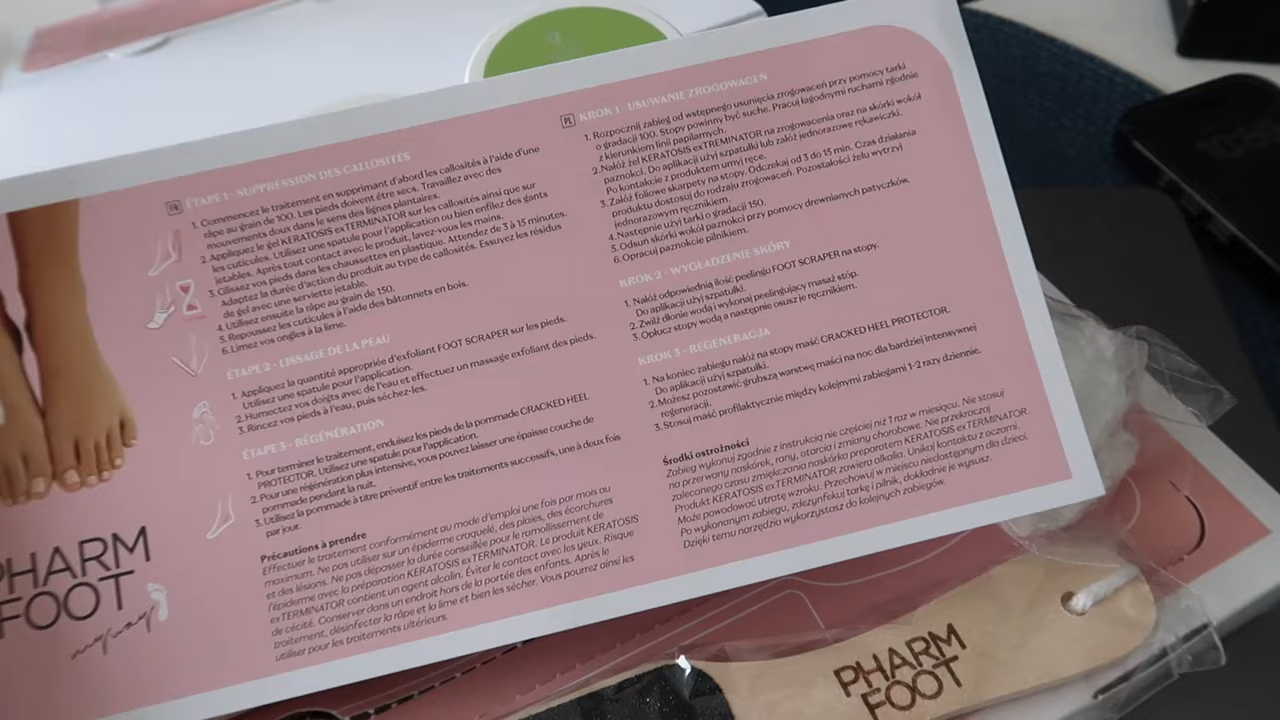 FR ÉTAPE 1 - SUPPRESSION DES CALLOSITÉS
1. Commencez le traitement en supprimant d'abord les callosités à l'aide d'une
râpe au grain de 100. Les pieds doivent être secs. Travaillez avec des
mouvements doux dans le sens des lignes plantaires.
2. Appliquez le gel KERATOSIS exTERMINATOR sur les callosités ainsi que sur
les cuticules. Utilisez une spatule pour l'application ou bien enfilez des gants
jetables. Après tout contact avec le produit, lavez-vous les mains.
3. Glissez vos pieds dans les chaussettes en plastique. Attendez de 3 à 15 minutes.
Adaptez la durée d'action du produit au type de callosités. Essuyez les résidus
de gel avec une serviette jetable.
4. Utilisez ensuite la râpe au grain de 150.
5. Repoussez les cuticules à l'aide des bâtonnets en bois.
6. Limez vos ongles à la lime.
ÉTAPE 2 - LISSAGE DE LA PEAU
1. Appliquez la quantité appropriée d'exfoliant FOOT SCRAPER sur les pieds.
Utilisez une spatule pour l'application.
2. Humectez vos doigts avec de l'eau et effectuez un massage exfoliant des pieds.
3. Rincez vos pieds à l'eau, puis séchez-les.
ÉTAPE 3 - RÉGÉNÉRATION
1. Pour terminer le traitement, enduisez les pieds de la pommade CRACKED HEEL
PROTECTOR. Utilisez une spatule pour l'application.
2. Pour une régénération plus intensive, vous pouvez laisser une épaisse couche de
pommade pendant la nuit.
3. Utilisez la pommade à titre préventif entre les traitements successifs, une à deux fois
par jour.
Précautions à prendre
Effectuer le traitement conformément au mode d'emploi une fois par mois au
maximum. Ne pas utiliser sur un épiderme craquelé, des plaies, des écorchures
et des lésions. Ne pas dépasser la durée conseillée pour le ramollissement de
l'épiderme avec la préparation KERATOSIS exTERMINATOR. Le produit KERATOSIS
exTERMINATOR contient un agent alcalin. Éviter le contact avec les yeux. Risque
de cécité. Conserver dans un endroit hors de la portée des enfants. Après le
traitement, désinfecter la râpe et la lime et bien les sécher. Vous pourrez ainsi les
utiliser pour les traitements ultérieurs.
PL KROK 1 - USUWANIE ZROGOWACEŃ
1. Rozpocznij zabieg od wstępnego usunięcia zrogowaceń przy pomocy tarki
o gradacji 100. Stopy powinny być suche. Pracuj łagodnymi ruchami zgodnie
z kierunkiem linii papilarnych.
2. Nałóż żel KERATOSIS exTREMINATOR na zrogowacenia oraz na skórki wokół
paznokci. Do aplikacji użyj szpatułki lub załóż jednorazowe rękawiczki.
Po kontakcie z produktem umyj ręce.
3. Załóż foliowe skarpety na stopy. Odczekaj od 3 do 15 min. Czas działania
produktu dostosuj do rodzaju zrogowaceń. Pozostałości żelu wytrzyj
jednorazowym ręcznikiem.
4. Następnie użyj tarki o gradacji 150.
5. Odsuń skórki wokół paznokci przy pomocy drewnianych patyczków.
6. Opracuj paznokcie pilnikiem.
KROK 2 - WYGŁADZENIE SKÓRY
1. Nałóż odpowiednią ilość peelingu FOOT SCRAPER na stopy.
Do aplikacji użyj szpatułki.
2. Zwilż dłonie wodą i wykonaj peelingujący masaż stóp.
3. Opłucz stopy wodą a następnie osusz je ręcznikiem.
KROK 3 - REGENERACJA
1. Na koniec zabiegu nałóż na stopy maść CRACKED HEEL PROTECTOR.
Do aplikacji użyj szpatułki.
2. Możesz pozostawić grubszą warstwę maści na noc dla bardziej intensywnej
regeneracji.
3. Stosuj maść profilaktycznie między kolejnymi zabiegami 1-2 razy dziennie.
Środki ostrożności
Zabieg wykonuj zgodnie z instrukcją nie częściej niż 1 raz w miesiącu. Nie stosuj
na przerwany naskórek, rany, otarcia i zmiany chorobowe. Nie przekraczaj
zalecanego czasu zmiękczania naskórka preparatem KERATOSIS exTERMINATOR.
Produkt KERATOSIS exTERMINATOR zawiera alkalia. Unikaj kontaktu z oczami.
Może powodować utratę wzroku. Przechowuj w miejscu niedostępnym dla dzieci.
Po wykonanym zabiegu, zdezynfekuj tarkę i pilnik, dokładnie je wysusz.
Dzięki temu narzędzia wykorzystasz do kolejnych zabiegów.
PHARM
FOOT
PHARM
FOOT